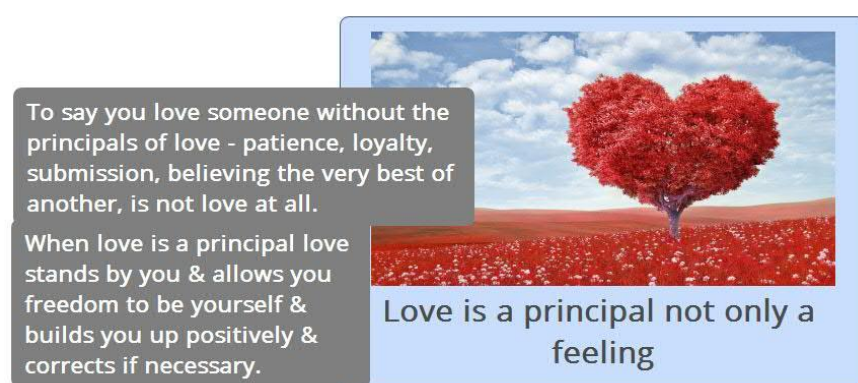 To say you love someone without the
principals of love - patience, loyalty,
submission, believing the very best of
another, is not love at all.
When love is a principal love
stands by you & allows you
freedom to be yourself &
builds you up positively &
corrects if necessary.
Love is a principal not only a
feeling